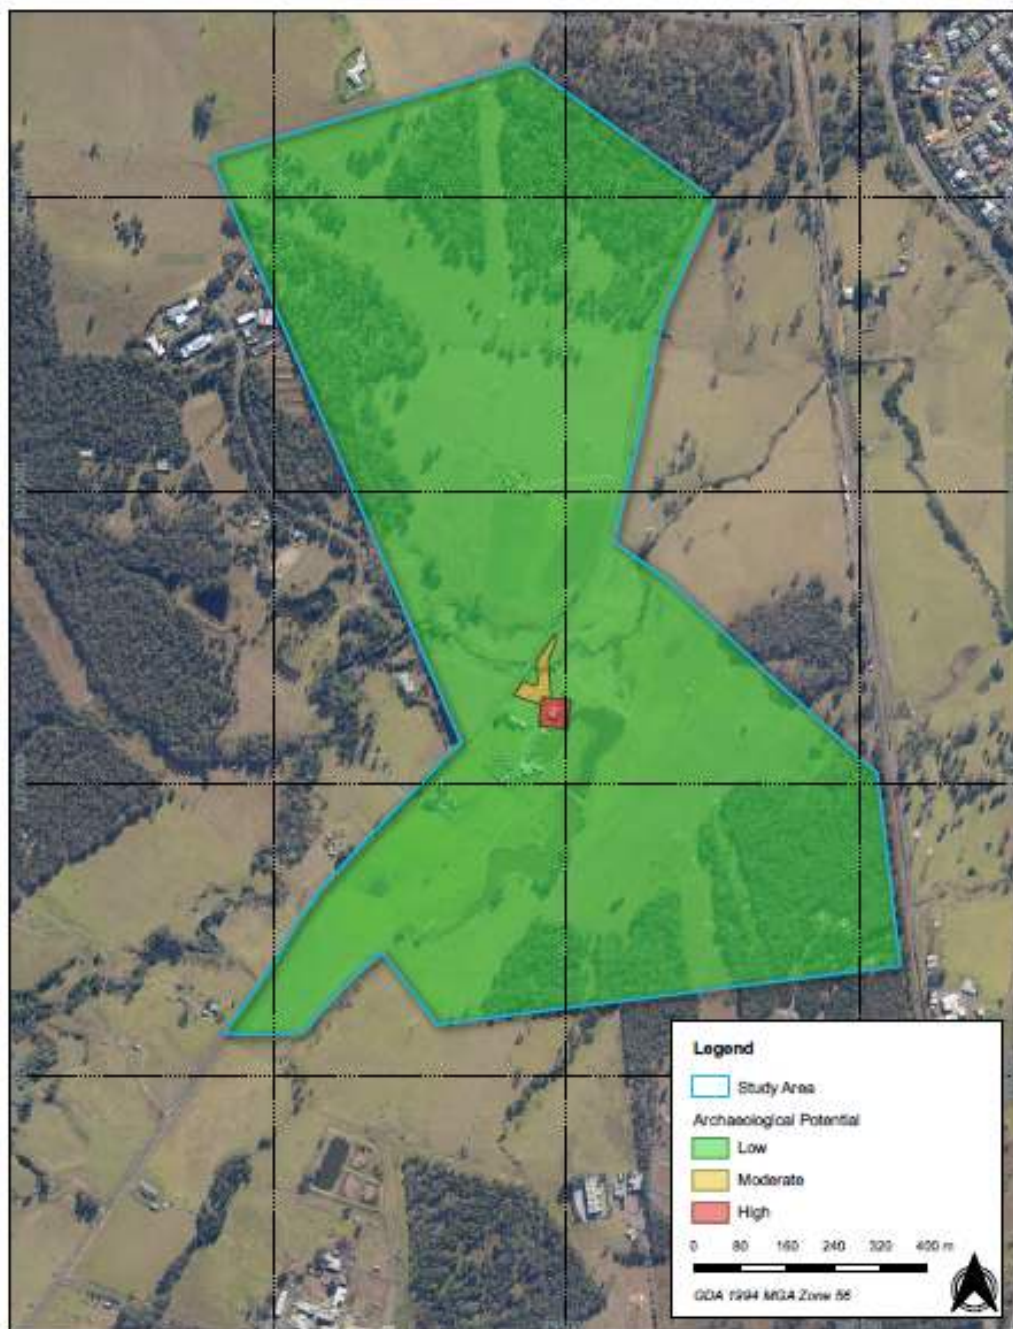 Legend
Study Area
Archaeological Potential
Low
Moderate
High
0 80 160 240 320 400 m
GDA 1994 MGA Zone 56